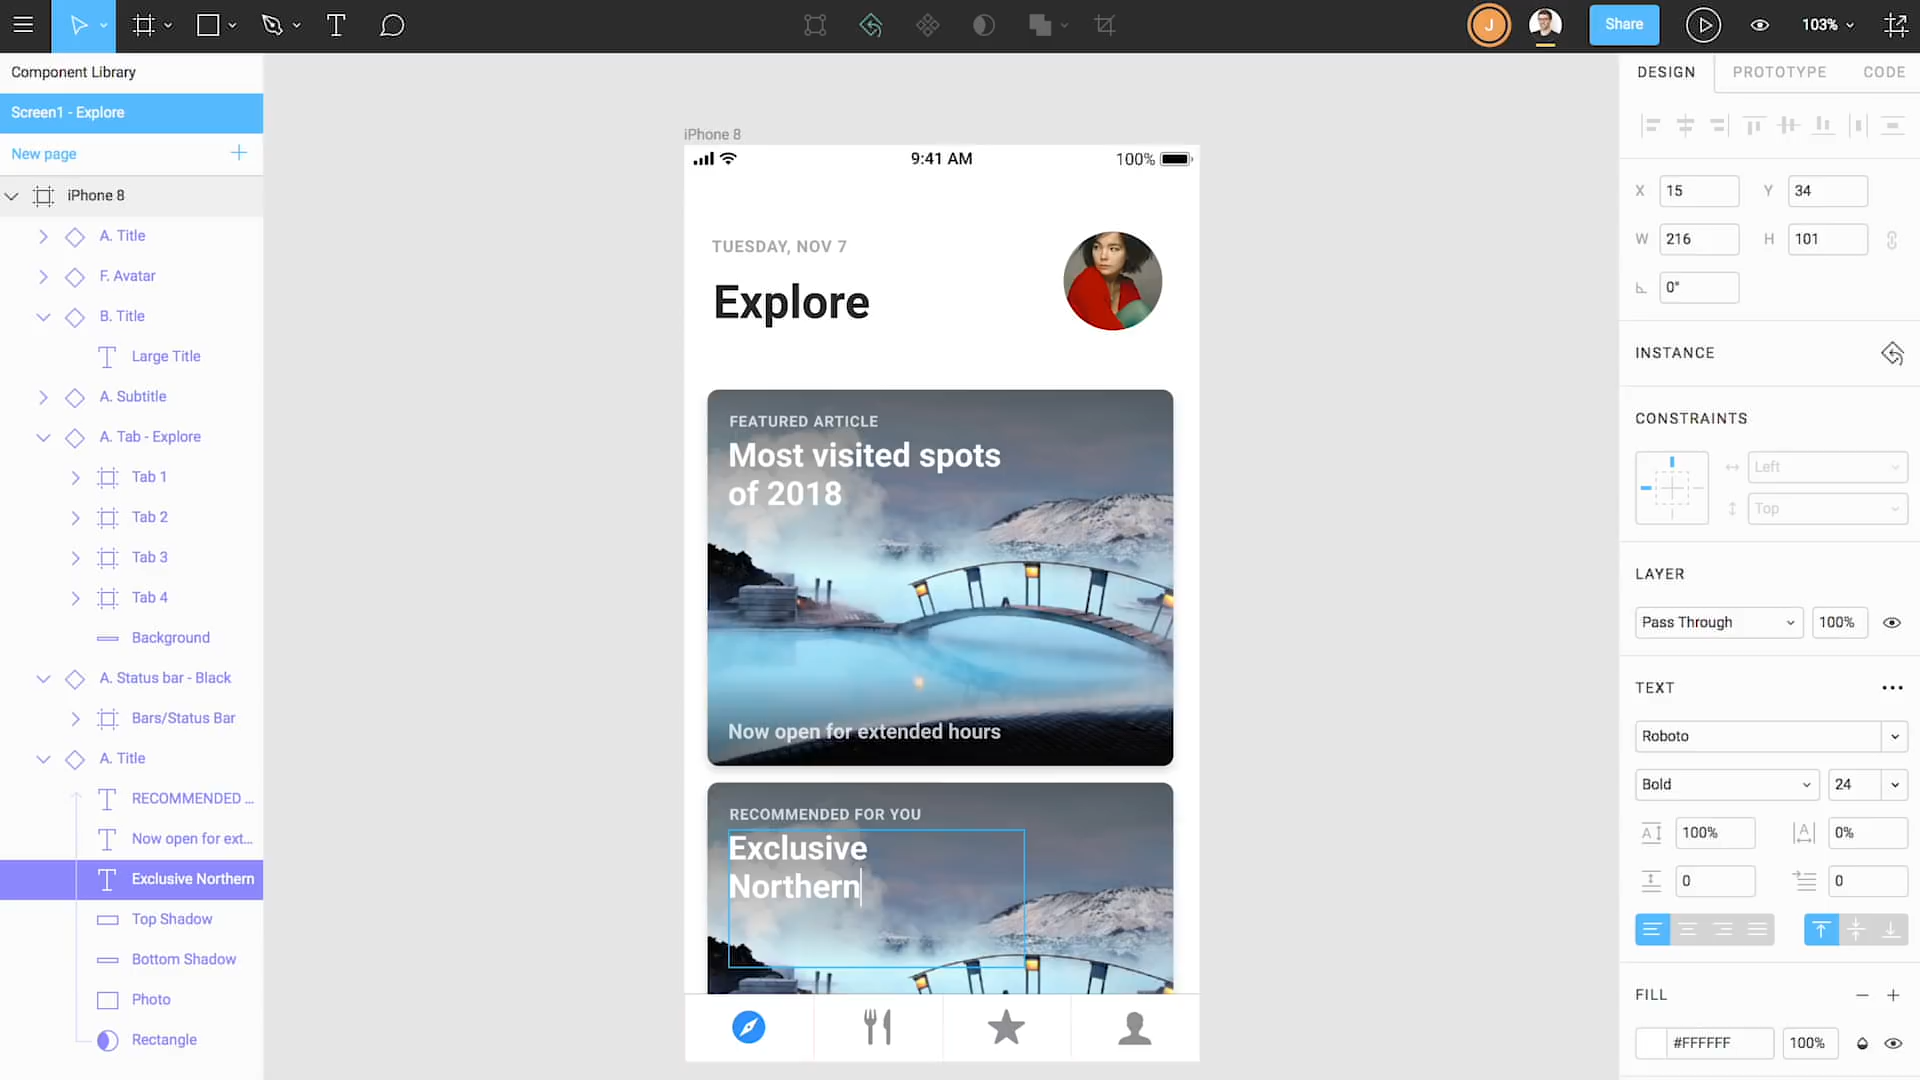 J
Share
103%
Component Library
Screen1 - Explore
New page
iPhone 8
A. Title
F. Avatar
B. Title
Large Title
A. Subtitle
A. Tab - Explore
Tab 1
Tab 2
Tab 3
Tab 4
Background
A. Status bar - Black
Bars/Status Bar
A. Title
RECOMMENDED ...
Now open for ext...
Exclusive Northern
Top Shadow
Bottom Shadow
Photo
Rectangle
iPhone 8
9:41 AM
100%
TUESDAY, NOV 7
Explore
FEATURED ARTICLE
Most visited spots
of 2018
Now open for extended hours
RECOMMENDED FOR YOU
Exclusive
Northern
DESIGN PROTOTYPE CODE
X 15 Y 34
W 216 H 101
0°
INSTANCE
CONSTRAINTS
Left
Top
LAYER
Pass Through 100%
TEXT
Roboto
Bold 24
100% 0%
0 0
FILL
#FFFFFF 100%